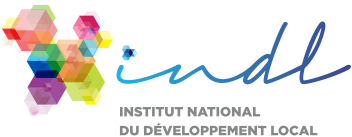 indl
INSTITUT NATIONAL
DU DÉVELOPPEMENT LOCAL